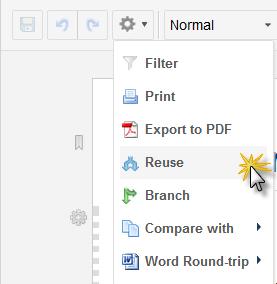 Normal
Filter
Print
Export to PDF
Reuse
Branch
Compare with
Word Round-trip